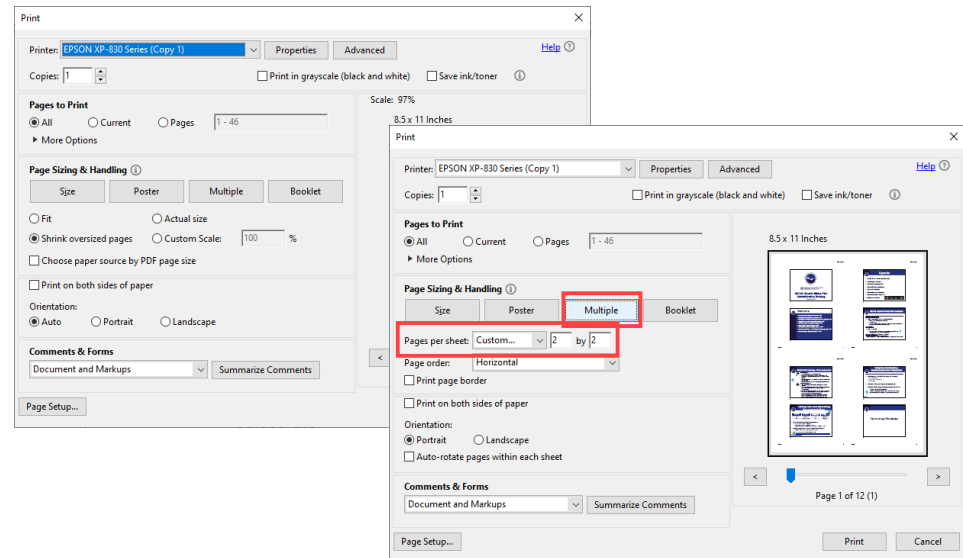 Print
Printer: EPSON XP-830 Series (Copy 1) Properties Advanced Help
Copies: 1 Print in grayscale (black and white) Save ink/toner
Pages to Print
All Current Pages 1 - 46
More Options
Page Sizing & Handling
Size Poster Multiple Booklet
Fit Actual size
Shrink oversized pages Custom Scale: 100 %
Choose paper source by PDF page size
Print on both sides of paper
Orientation:
Auto Portrait Landscape
Comments & Forms
Document and Markups Summarize Comments
Page Setup...
Scale: 97%
8.5 x 11 Inches
<
Print
Printer: EPSON XP-830 Series (Copy 1) Properties Advanced Help
Copies: 1 Print in grayscale (black and white) Save ink/toner
Pages to Print
All Current Pages 1 - 46
More Options
Page Sizing & Handling
Size Poster Multiple Booklet
Pages per sheet: Custom... 2 by 2
Page order: Horizontal
Print page border
Print on both sides of paper
Orientation:
Portrait Landscape
Auto-rotate pages within each sheet
Comments & Forms
Document and Markups Summarize Comments
8.5 x 11 Inches
< >
Page 1 of 12 (1)
Page Setup... Print Cancel